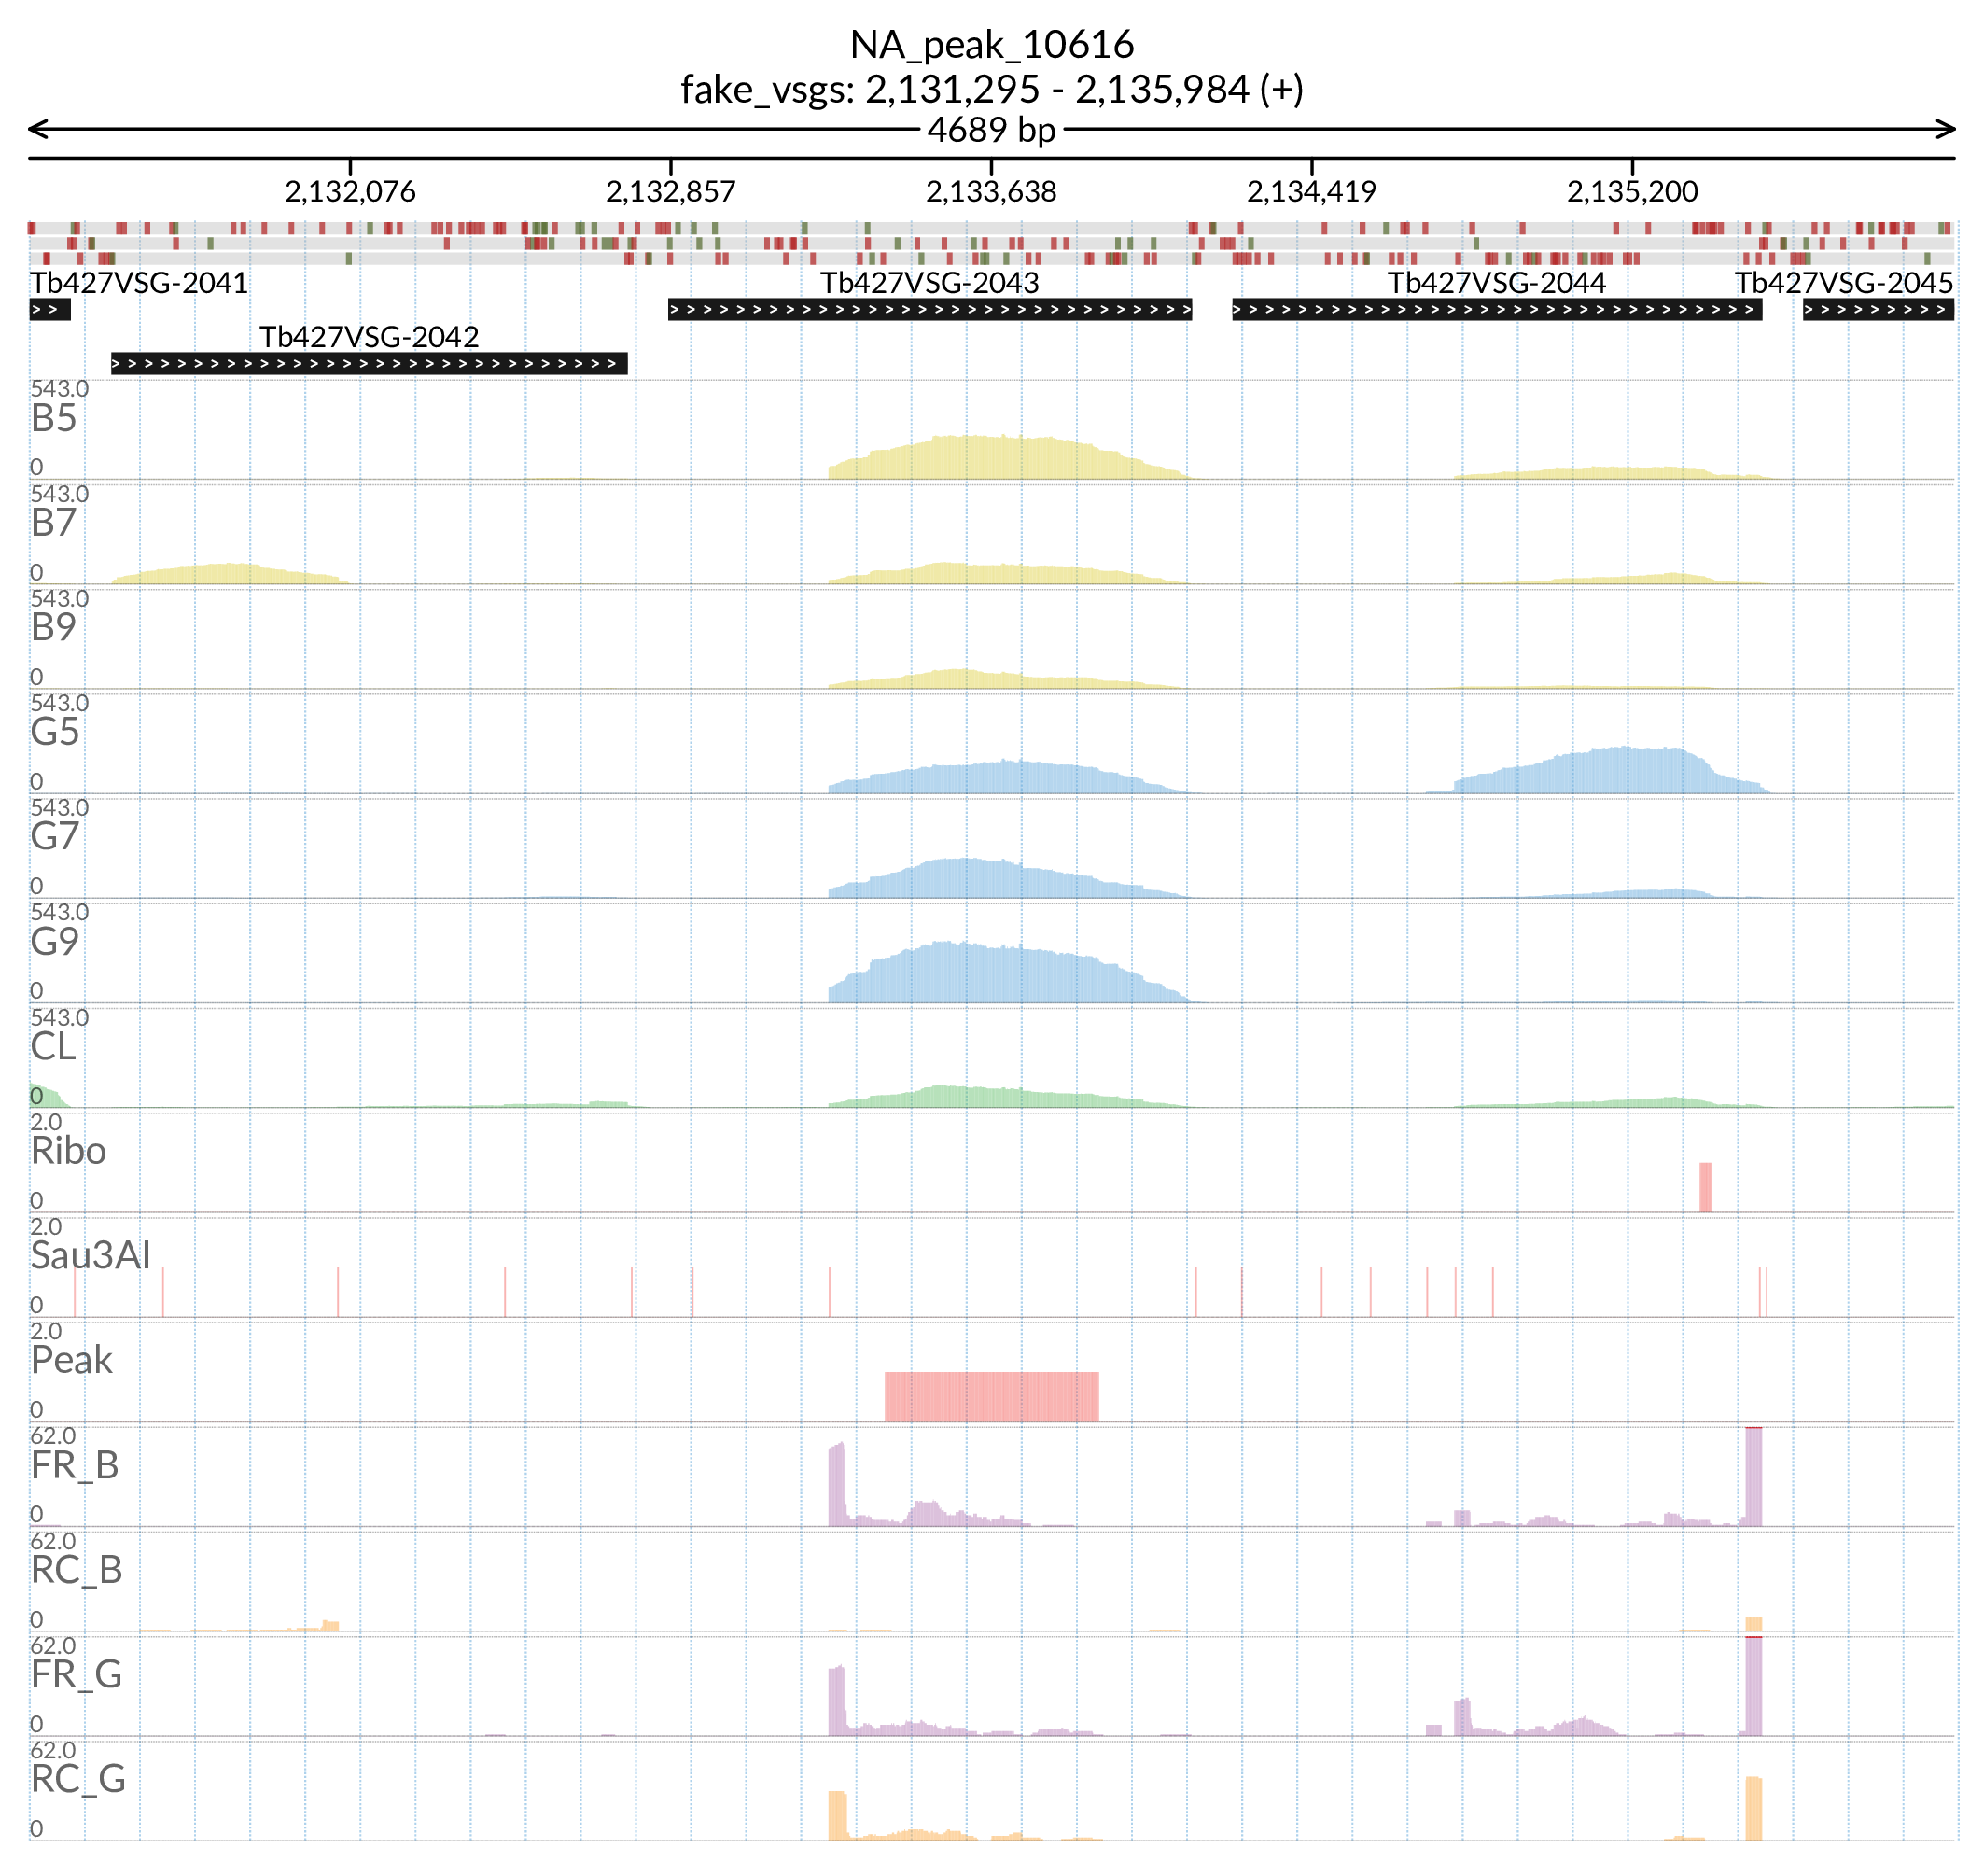 NA_peak_10616
fake_vsgs: 2,131,295 - 2,135,984 (+)
4689 bp
2,132,076 2,132,857 2,133,638 2,134,419 2,135,200
Tb427VSG-2041 Tb427VSG-2043 Tb427VSG-2044 Tb427VSG-2045
Tb427VSG-2042
543.0
B5
0
543.0
B7
0
543.0
B9
0
543.0
G5
0
543.0
G7
0
543.0
G9
0
543.0
CL
0
2.0
Ribo
0
2.0
Sau3AI
0
2.0
Peak
0
62.0
FR_B
0
62.0
RC_B
0
62.0
FR_G
0
62.0
RC_G
0